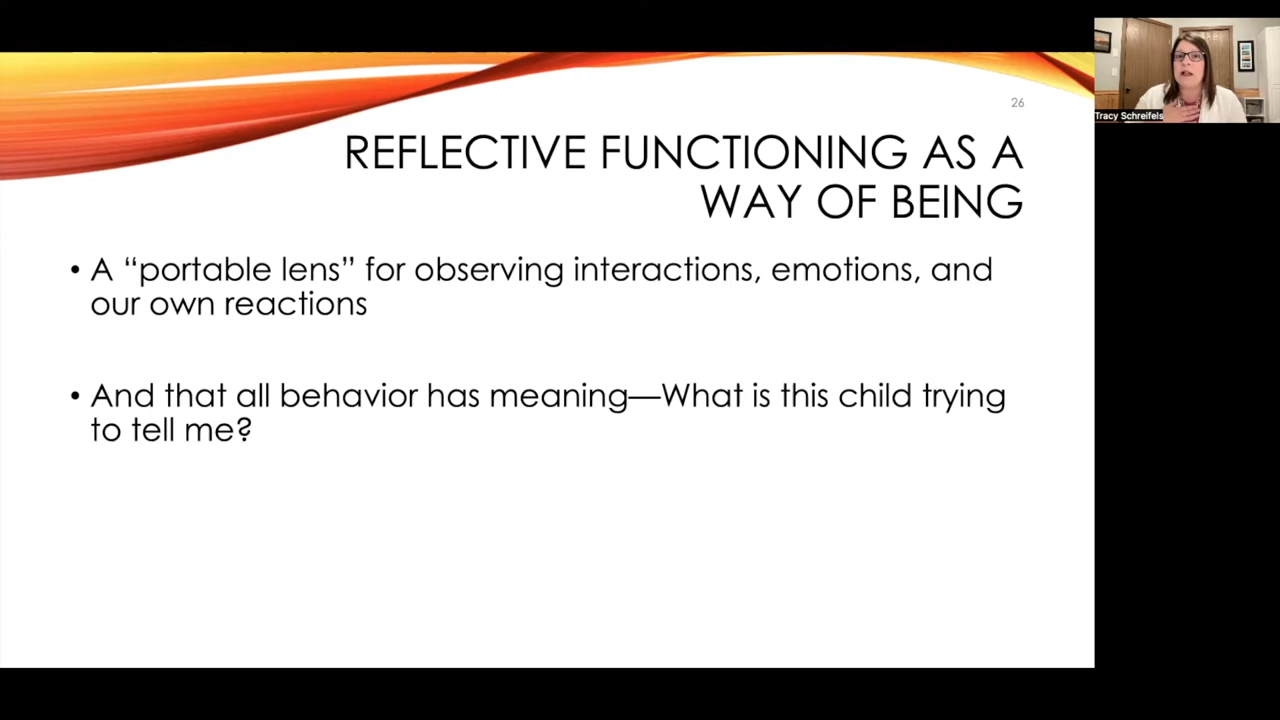 26
REFLECTIVE FUNCTIONING AS A
WAY OF BEING
• A “portable lens” for observing interactions, emotions, and
our own reactions
• And that all behavior has meaning—What is this child trying
to tell me?
Tracy Schreifels